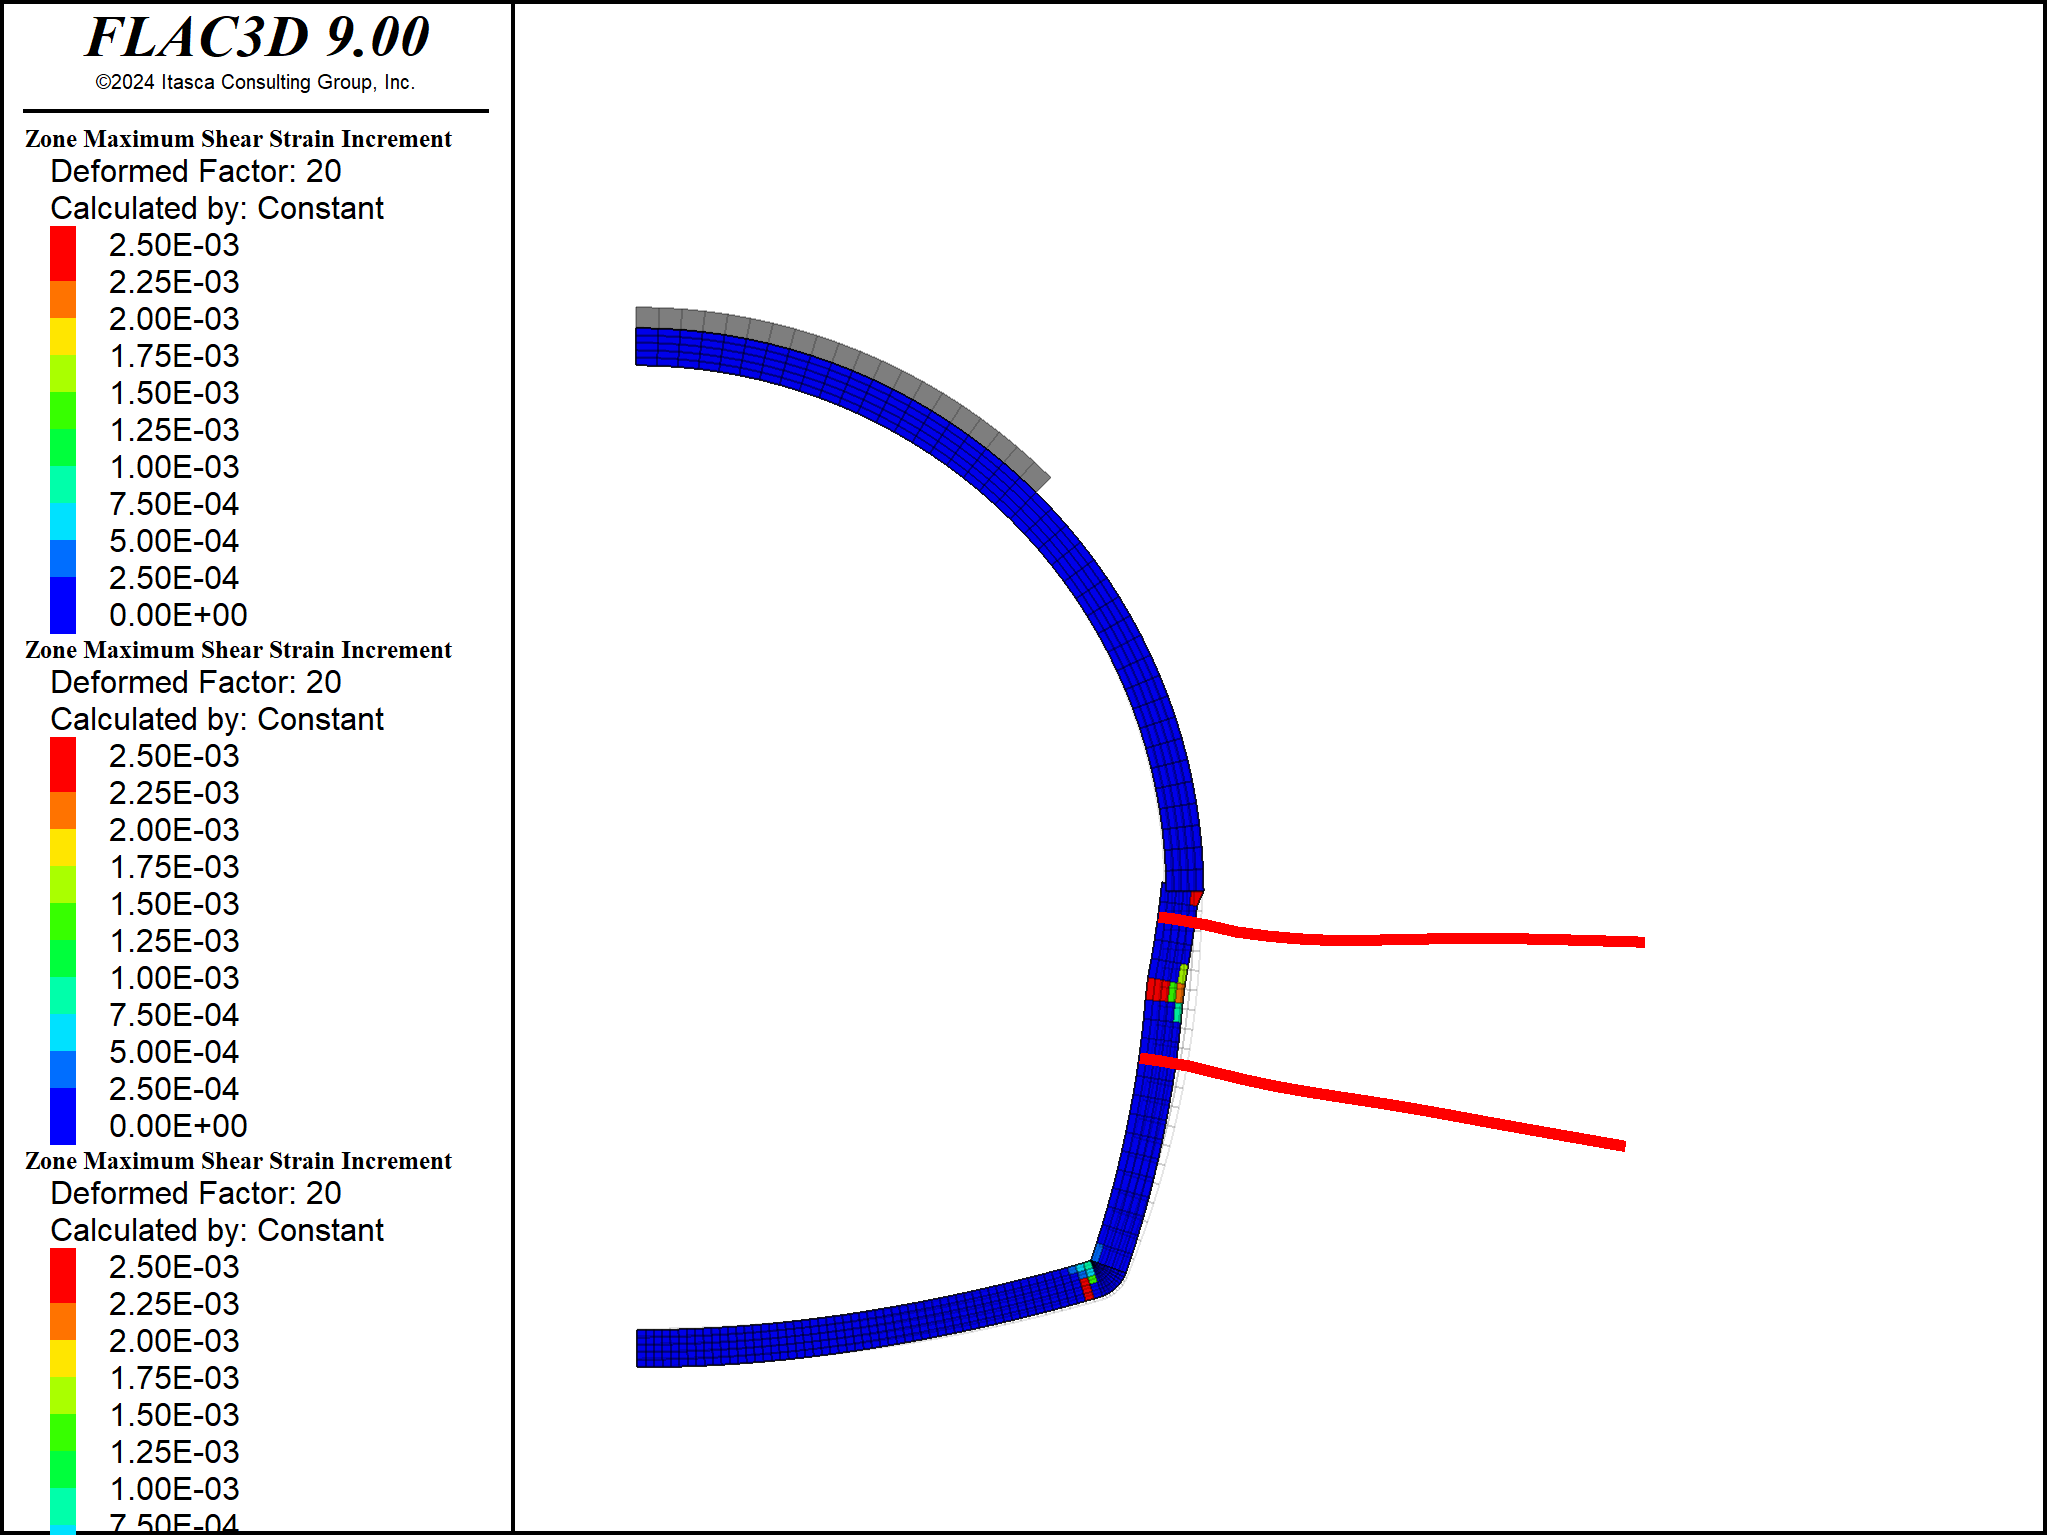 FLAC3D 9.00
©2024 Itasca Consulting Group, Inc.
Zone Maximum Shear Strain Increment
Deformed Factor: 20
Calculated by: Constant
2.50E-03
2.25E-03
2.00E-03
1.75E-03
1.50E-03
1.25E-03
1.00E-03
7.50E-04
5.00E-04
2.50E-04
0.00E+00
Zone Maximum Shear Strain Increment
Deformed Factor: 20
Calculated by: Constant
2.50E-03
2.25E-03
2.00E-03
1.75E-03
1.50E-03
1.25E-03
1.00E-03
7.50E-04
5.00E-04
2.50E-04
0.00E+00
Zone Maximum Shear Strain Increment
Deformed Factor: 20
Calculated by: Constant
2.50E-03
2.25E-03
2.00E-03
1.75E-03
1.50E-03
1.25E-03
1.00E-03
7.50E-04